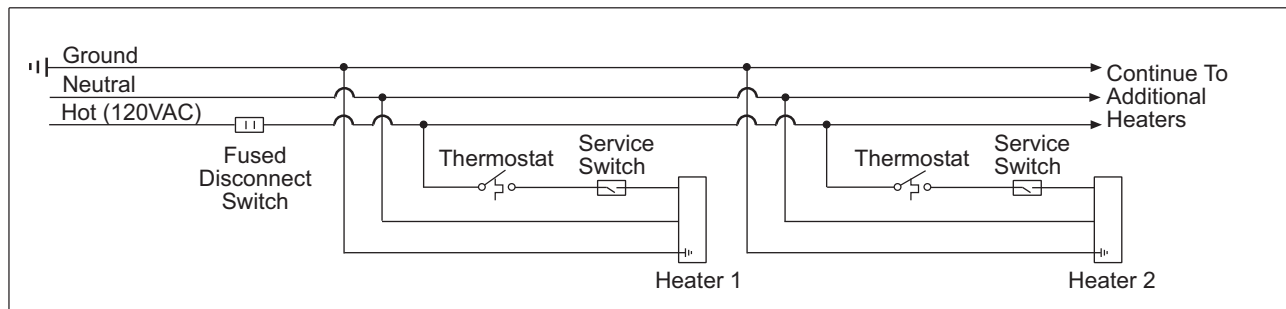 Ground
Neutral
Hot (120VAC)
Fused
Disconnect
Switch
Thermostat
Service
Switch
Heater 1
Thermostat
Service
Switch
Heater 2
Continue To
Additional
Heaters